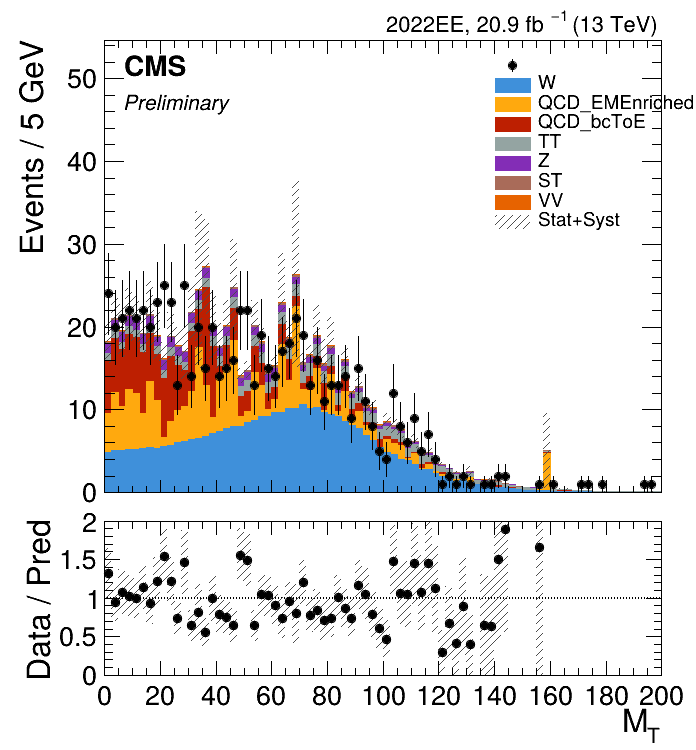 2022EE, 20.9 fb⁻¹ (13 TeV)
Events / 5 GeV
CMS
Preliminary
W
QCD_EMEnriched
QCD_bcToE
TT
Z
ST
VV
Stat+Syst
50
40
30
20
10
0
Data / Pred
2
1.5
1
0.5
0
0 20 40 60 80 100 120 140 160 180 200
M_T